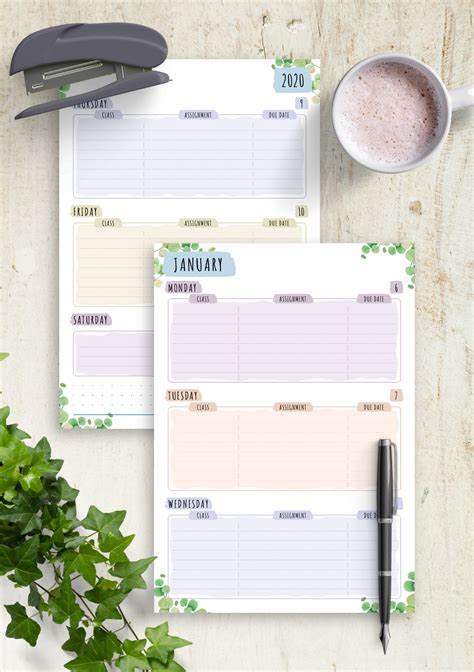 2020
THURSDAY 9
CLASS ASSIGNMENT DUE DATE
FRIDAY 10
CLASS ASSIGNMENT DUE DATE
SATURDAY
JANUARY
MONDAY 6
CLASS ASSIGNMENT DUE DATE
TUESDAY 7
CLASS ASSIGNMENT DUE DATE
WEDNESDAY
CLASS ASSIGNMENT DUE DATE